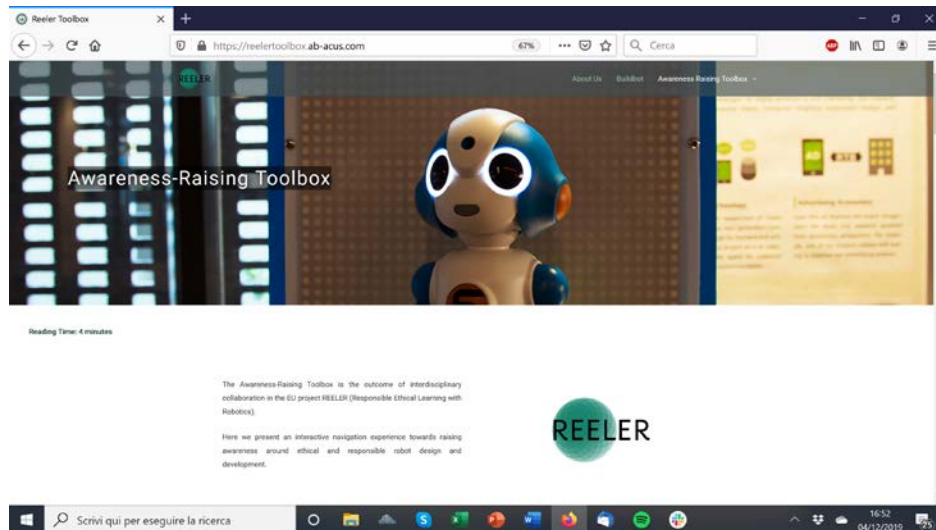 Reeler Toolbox
https://reelertoolbox.ab-acus.com
67%
Cerca
REELER
About Us Buildbot Awareness Raising Toolbox
Awareness-Raising Toolbox
Advertising Ecosystem
Reading Time: 4 minutes
The Awareness-Raising Toolbox is the outcome of interdisciplinary
collaboration in the EU project REELER (Responsible Ethical Learning with
Robotics).
Here we present an interactive navigation experience towards raising
awareness around ethical and responsible robot design and
development.
REELER
Scrivi qui per eseguire la ricerca
16:52
04/12/2019
25